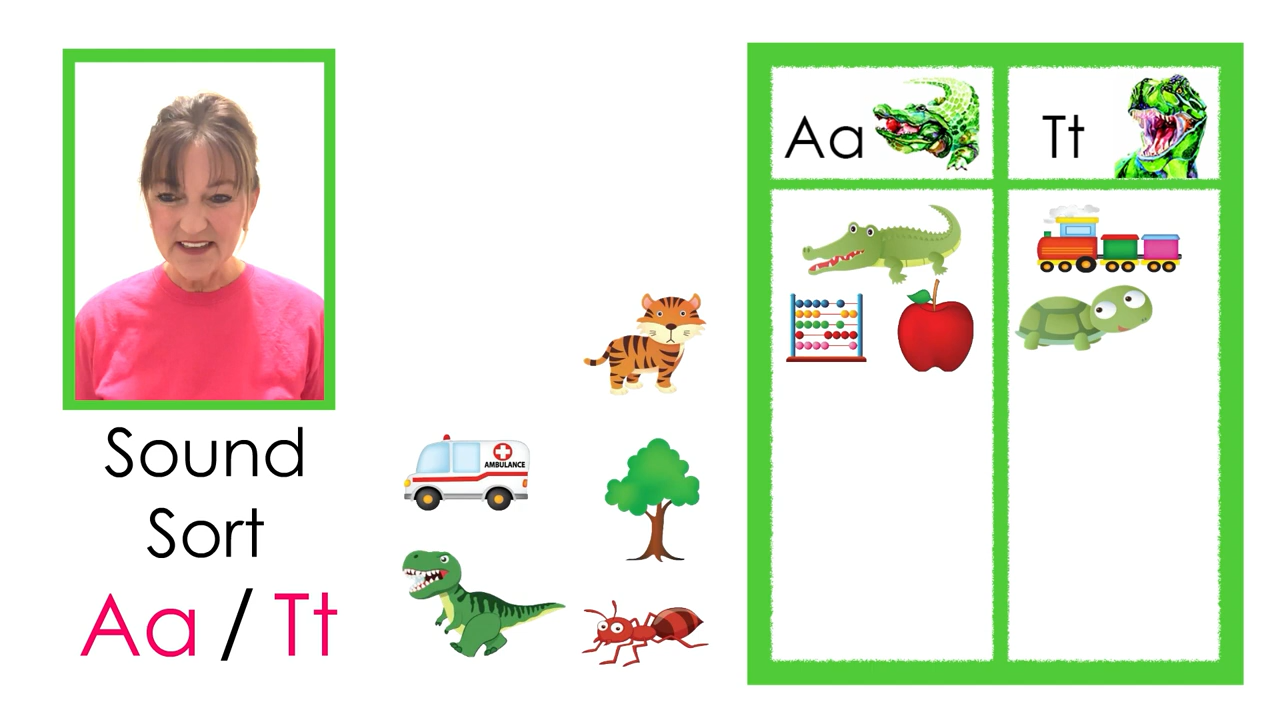 Sound
Sort
Aa / Tt
AMBULANCE
Aa
Tt